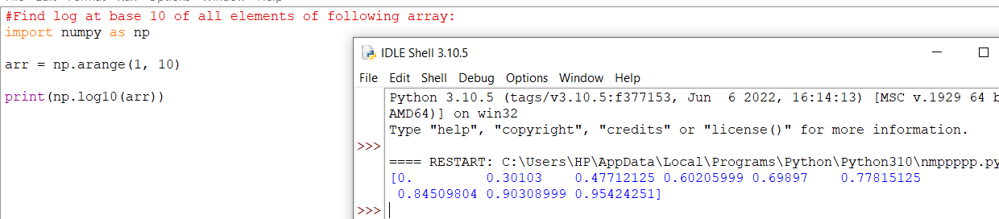 #Find log at base 10 of all elements of following array:
import numpy as np
arr = np.arange(1, 10)
print(np.log10(arr))
IDLE Shell 3.10.5
File Edit Shell Debug Options Window Help
Python 3.10.5 (tags/v3.10.5:f377153, Jun  6 2022, 16:14:13) [MSC v.1929 64 b
AMD64)] on win32
Type "help", "copyright", "credits" or "license()" for more information.
>>>
==== RESTART: C:\Users\HP\AppData\Local\Programs\Python\Python310\nmppppp.py
[0.         0.30103    0.47712125 0.60205999 0.69897    0.77815125
 0.84509804 0.90308999 0.95424251]
>>>